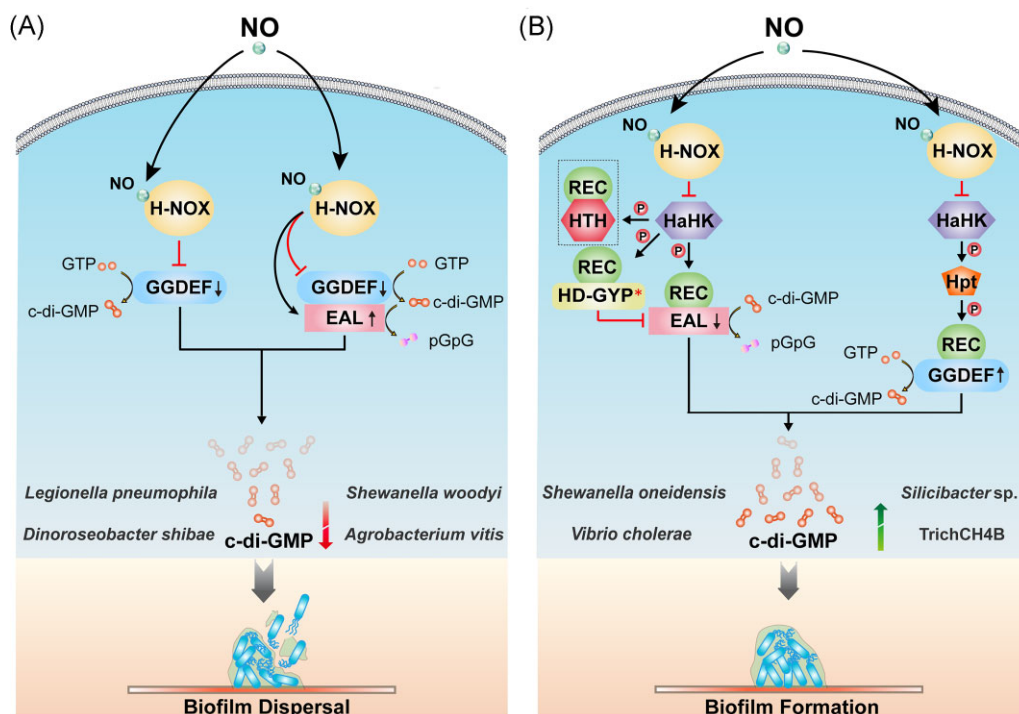 (A)
NO
NO
H-NOX
NO
H-NOX
GTP
GGDEF↓
c-di-GMP
GTP
GGDEF↓
c-di-GMP
EAL ↑
pGpG
Legionella pneumophila
Shewanella woodyi
Dinoroseobacter shibae
c-di-GMP
Agrobacterium vitis
Biofilm Dispersal
(B)
NO
NO
H-NOX
NO
H-NOX
REC
HTH
P
HaHK
P
P
HaHK
P
REC
HD-GYP*
REC
EAL ↓
c-di-GMP
pGpG
Hpt
P
REC
GTP
GGDEF↑
c-di-GMP
Shewanella oneidensis
Silicibacter sp.
Vibrio cholerae
c-di-GMP
TrichCH4B
Biofilm Formation